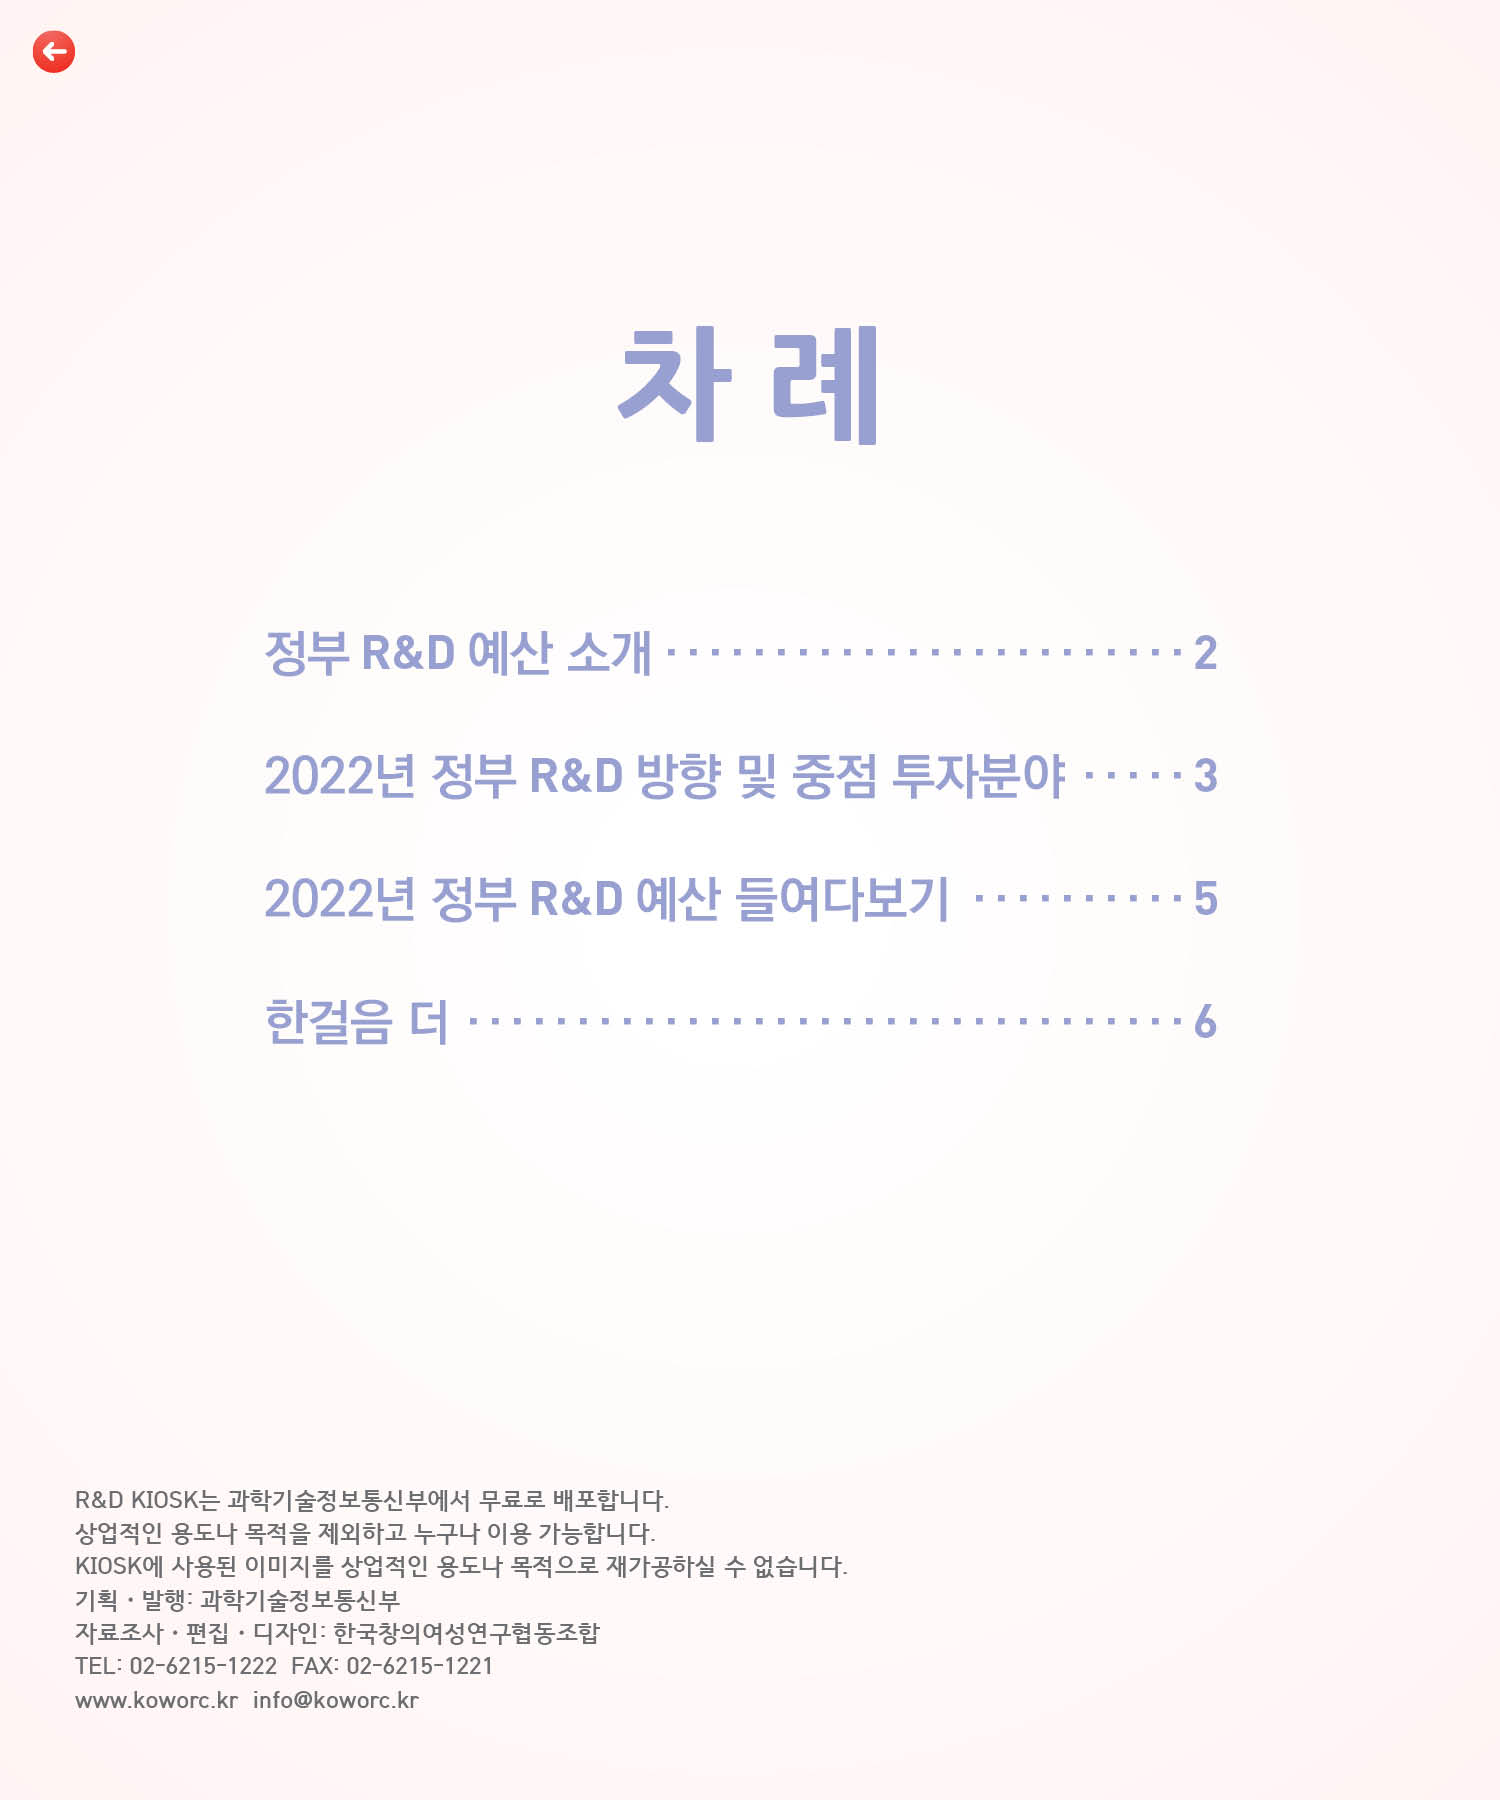 차 례
정부 R&D 예산 소개 ························ 2
2022년 정부 R&D 방향 및 중점 투자분야 ····· 3
2022년 정부 R&D 예산 들여다보기 ·········· 5
한걸음 더 ································· 6
R&D KIOSK는 과학기술정보통신부에서 무료로 배포합니다.
상업적인 용도나 목적을 제외하고 누구나 이용 가능합니다.
KIOSK에 사용된 이미지를 상업적인 용도나 목적으로 재가공하실 수 없습니다.
기획 · 발행: 과학기술정보통신부
자료조사 · 편집 · 디자인: 한국창의여성연구협동조합
TEL: 02-6215-1222 FAX: 02-6215-1221
www.koworc.kr info@koworc.kr